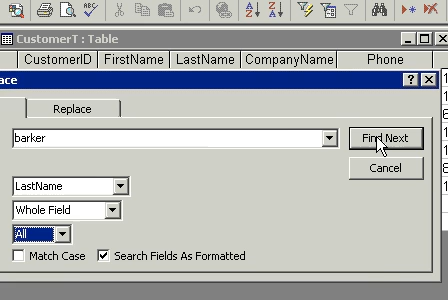 ABC
A Z Z A
CustomerT : Table
CustomerID FirstName LastName CompanyName Phone
Replace
barker Find Next
Cancel
LastName
Whole Field
All
Match Case Search Fields As Formatted